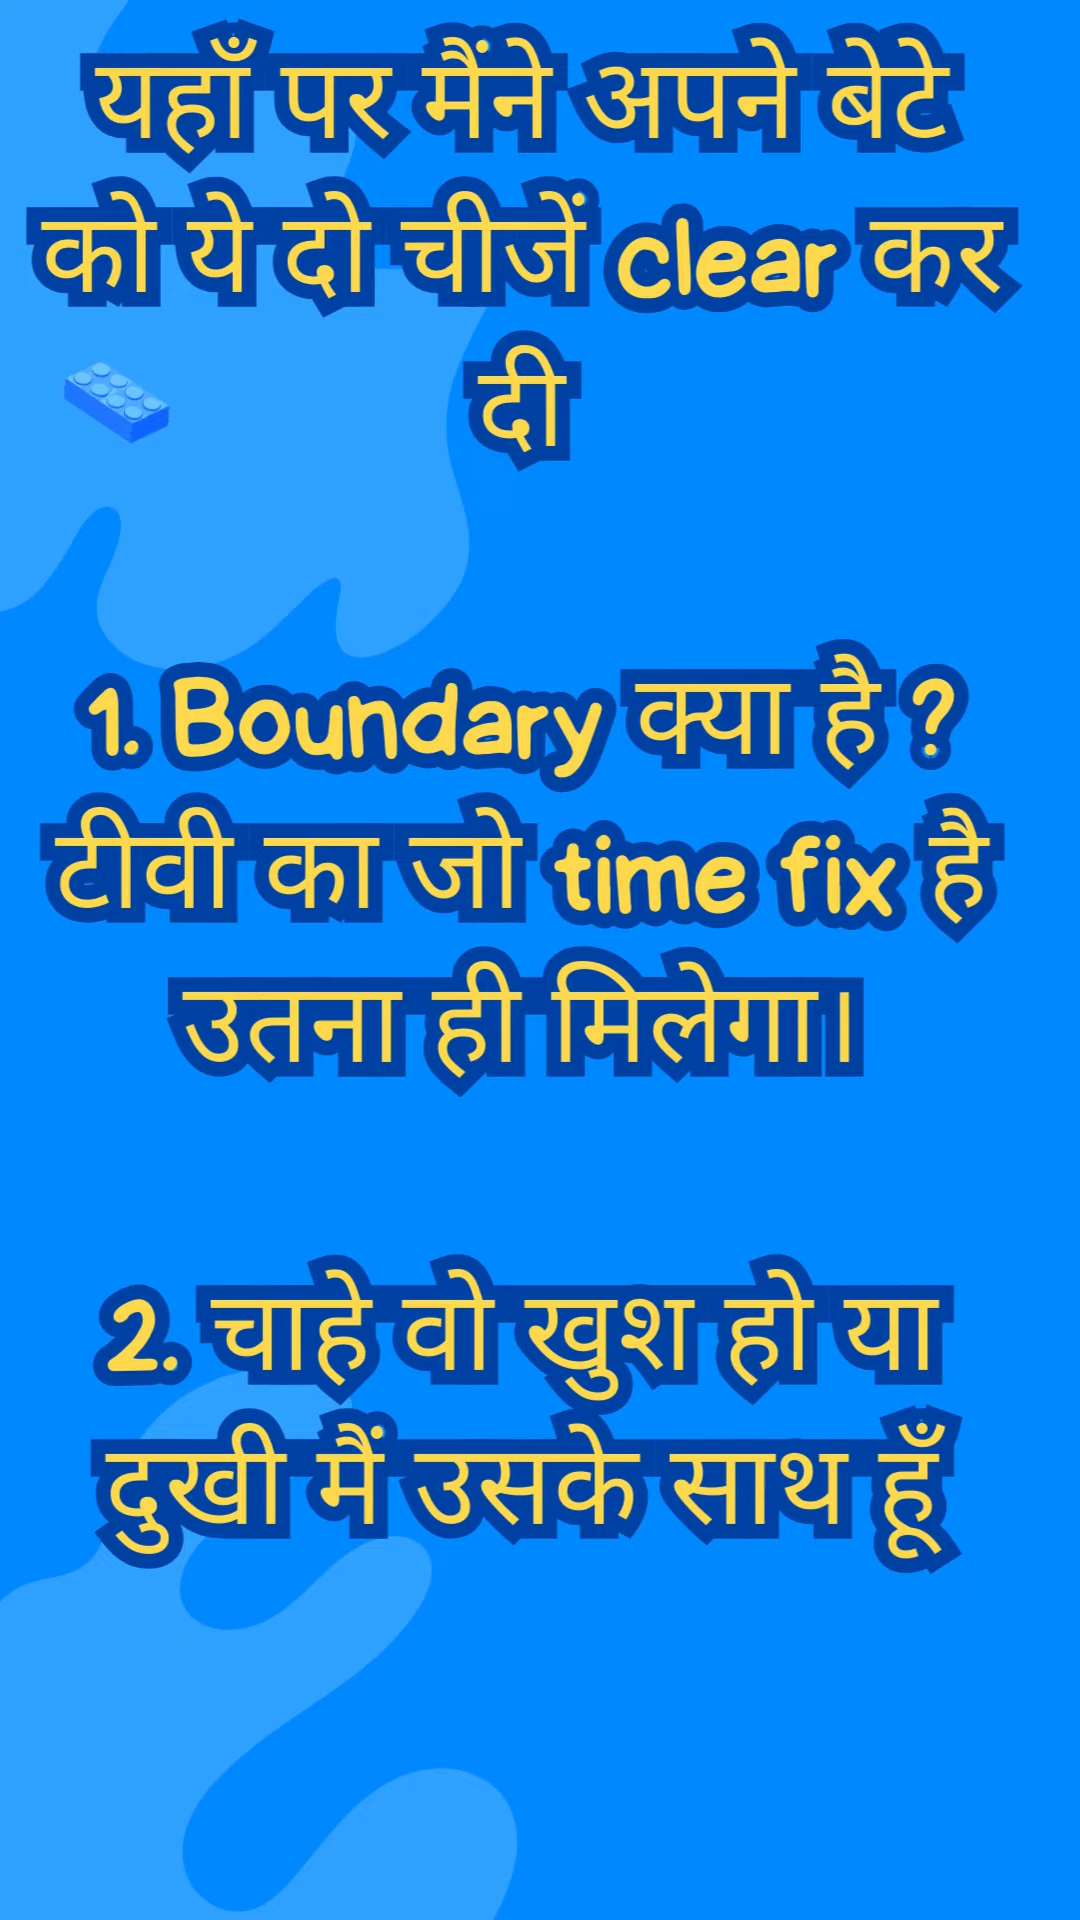 यहाँ पर मैंने अपने बेटे
को ये दो चीजें clear कर
दी
1. Boundary क्या है ?
टीवी का जो time fix है
उतना ही मिलेगा।
2. चाहे वो खुश हो या
दुखी मैं उसके साथ हूँ